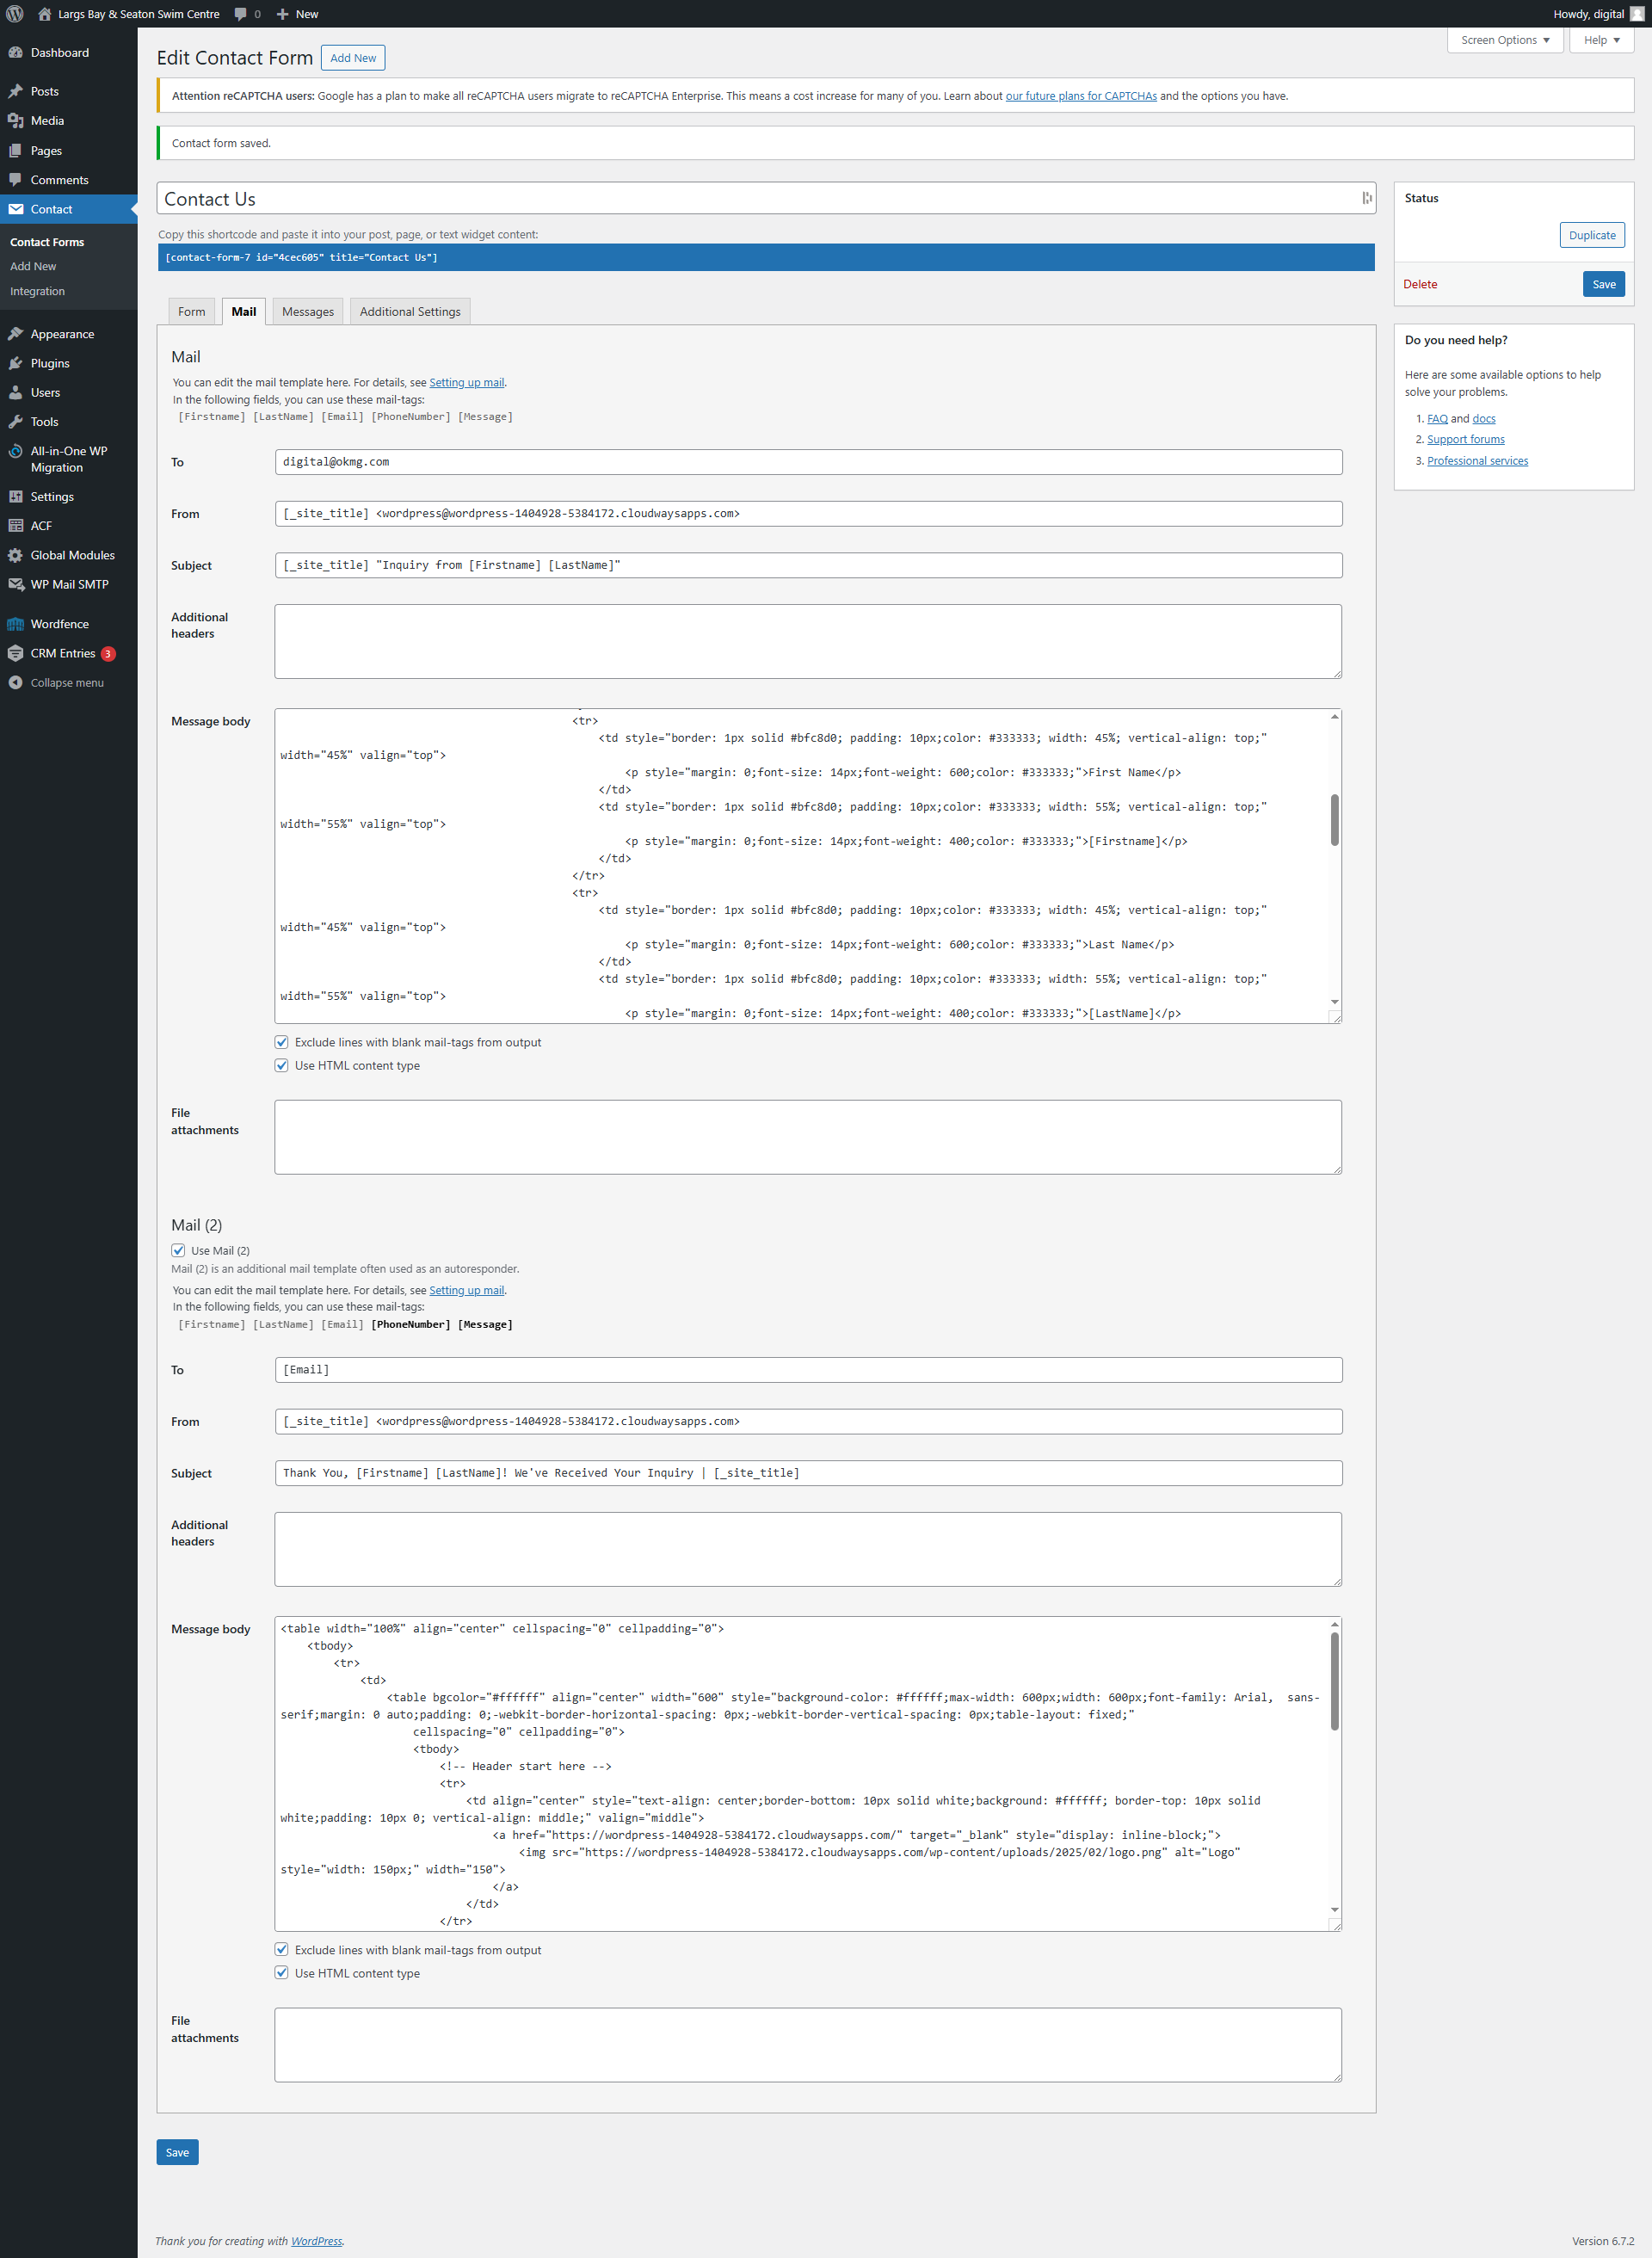 Largs Bay & Seaton Swim Centre 0 New Howdy, digital
Screen Options Help
Dashboard
Posts
Media
Pages
Comments
Contact
Contact Forms
Add New
Integration
Appearance
Plugins
Users
Tools
All-in-One WP
Migration
Settings
ACF
Global Modules
WP Mail SMTP
Wordfence
CRM Entries 3
Collapse menu
Edit Contact Form Add New
Attention reCAPTCHA users: Google has a plan to make all reCAPTCHA users migrate to reCAPTCHA Enterprise. This means a cost increase for many of you. Learn about our future plans for CAPTCHAs and the options you have.
Contact form saved.
Contact Us
Copy this shortcode and paste it into your post, page, or text widget content:
[contact-form-7 id="4cec605" title="Contact Us"]
Form Mail Messages Additional Settings
Mail
You can edit the mail template here. For details, see Setting up mail.
In the following fields, you can use these mail-tags:
[Firstname] [LastName] [Email] [PhoneNumber] [Message]
To
digital@okmg.com
From
[_site_title] <wordpress@wordpress-1404928-5384172.cloudwaysapps.com>
Subject
[_site_title] "Inquiry from [Firstname] [LastName]"
Additional
headers
Message body
<tr>
<td style="border: 1px solid #bfc8d0; padding: 10px;color: #333333; width: 45%; vertical-align: top;"
width="45%" valign="top">
<p style="margin: 0;font-size: 14px;font-weight: 600;color: #333333;">First Name</p>
</td>
<td style="border: 1px solid #bfc8d0; padding: 10px;color: #333333; width: 55%; vertical-align: top;"
width="55%" valign="top">
<p style="margin: 0;font-size: 14px;font-weight: 400;color: #333333;">[Firstname]</p>
</td>
</tr>
<tr>
<td style="border: 1px solid #bfc8d0; padding: 10px;color: #333333; width: 45%; vertical-align: top;"
width="45%" valign="top">
<p style="margin: 0;font-size: 14px;font-weight: 600;color: #333333;">Last Name</p>
</td>
<td style="border: 1px solid #bfc8d0; padding: 10px;color: #333333; width: 55%; vertical-align: top;"
width="55%" valign="top">
<p style="margin: 0;font-size: 14px;font-weight: 400;color: #333333;">[LastName]</p>
Exclude lines with blank mail-tags from output
Use HTML content type
File
attachments
Mail (2)
Use Mail (2)
Mail (2) is an additional mail template often used as an autoresponder.
You can edit the mail template here. For details, see Setting up mail.
In the following fields, you can use these mail-tags:
[Firstname] [LastName] [Email] [PhoneNumber] [Message]
To
[Email]
From
[_site_title] <wordpress@wordpress-1404928-5384172.cloudwaysapps.com>
Subject
Thank You, [Firstname] [LastName]! We've Received Your Inquiry | [_site_title]
Additional
headers
Message body
<table width="100%" align="center" cellspacing="0" cellpadding="0">
<tbody>
<tr>
<td>
<table bgcolor="#ffffff" align="center" width="600" style="background-color: #ffffff;max-width: 600px;width: 600px;font-family: Arial, sans-
serif;margin: 0 auto;padding: 0;-webkit-border-horizontal-spacing: 0px;-webkit-border-vertical-spacing: 0px;table-layout: fixed;"
cellspacing="0" cellpadding="0">
<tbody>
<!-- Header start here -->
<tr>
<td align="center" style="text-align: center;border-bottom: 10px solid white;background: #ffffff; border-top: 10px solid
white;padding: 10px 0; vertical-align: middle;" valign="middle">
<a href="https://wordpress-1404928-5384172.cloudwaysapps.com/" target="_blank" style="display: inline-block;">
<img src="https://wordpress-1404928-5384172.cloudwaysapps.com/wp-content/uploads/2025/02/logo.png" alt="Logo"
style="width: 150px;" width="150">
</a>
</td>
</tr>
Exclude lines with blank mail-tags from output
Use HTML content type
File
attachments
Save
Status
Duplicate
Delete Save
Do you need help?
Here are some available options to help
solve your problems.
1. FAQ and docs
2. Support forums
3. Professional services
Thank you for creating with WordPress. Version 6.7.2